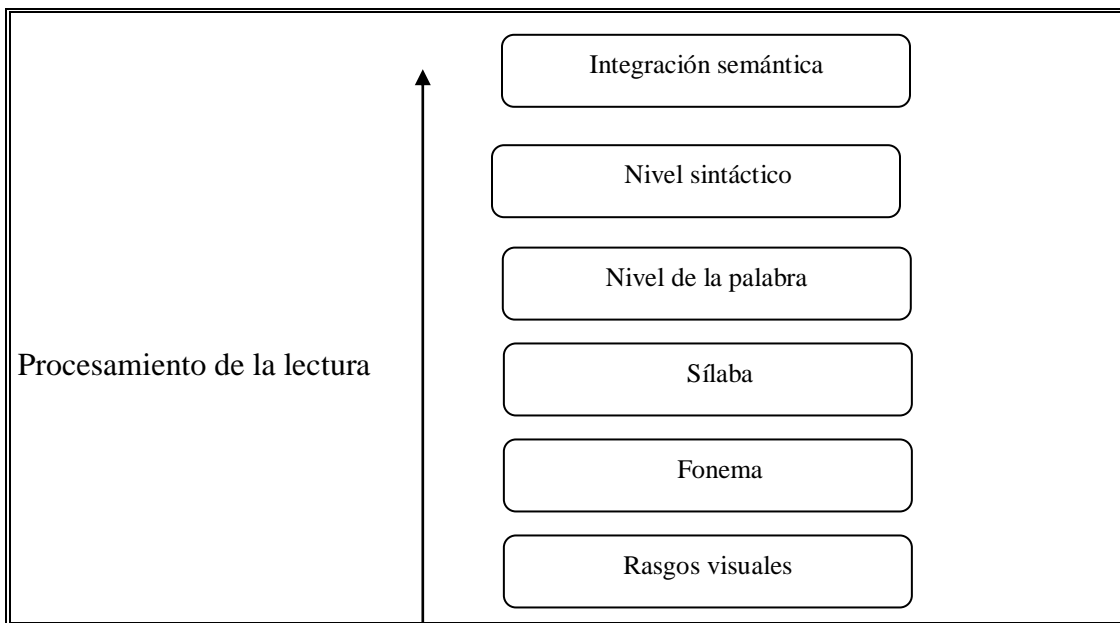 Integración semántica
Nivel sintáctico
Nivel de la palabra
Procesamiento de la lectura
Sílaba
Fonema
Rasgos visuales